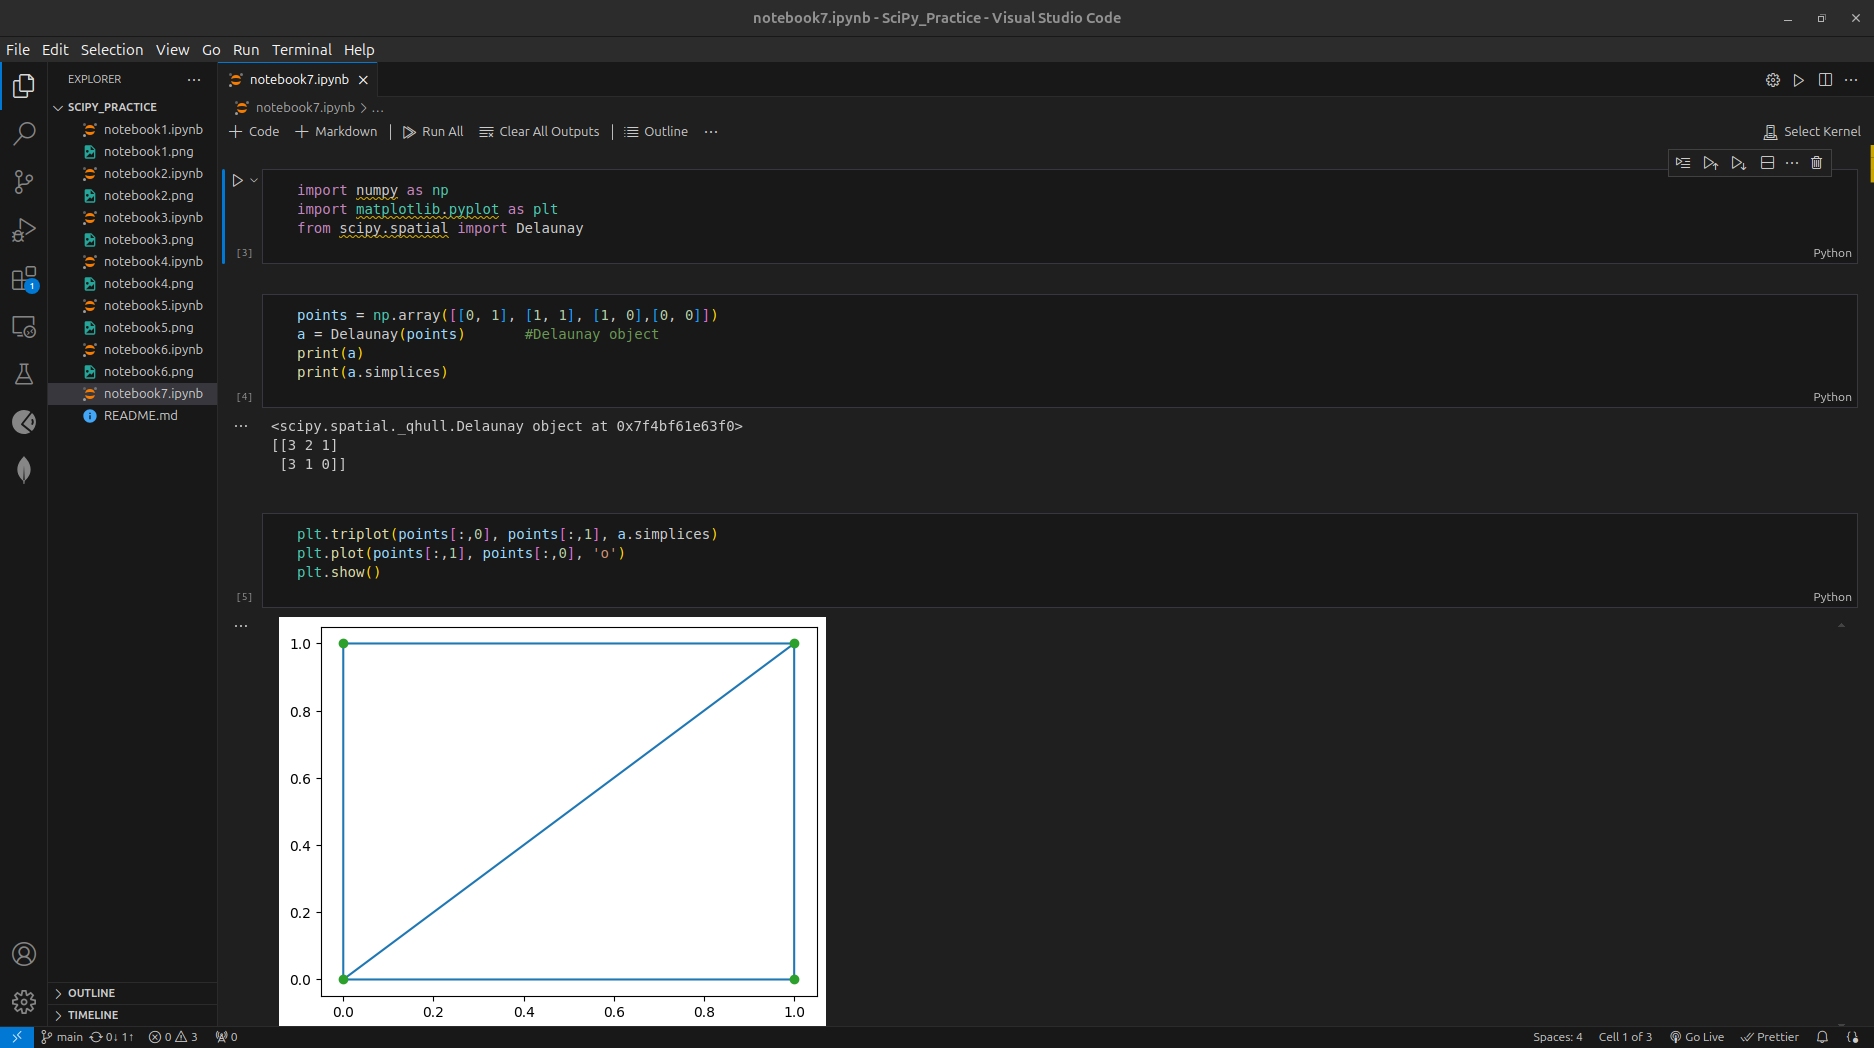 notebook7.ipynb - SciPy_Practice - Visual Studio Code
File Edit Selection View Go Run Terminal Help
EXPLORER
SCIPY_PRACTICE
notebook1.ipynb
notebook1.png
notebook2.ipynb
notebook2.png
notebook3.ipynb
notebook3.png
notebook4.ipynb
notebook4.png
notebook5.ipynb
notebook5.png
notebook6.ipynb
notebook6.png
notebook7.ipynb
README.md
OUTLINE
TIMELINE
1
notebook7.ipynb
notebook7.ipynb > ...
+ Code + Markdown | Run All Clear All Outputs | Outline ...
Select Kernel
import numpy as np
import matplotlib.pyplot as plt
from scipy.spatial import Delaunay
[3]
Python
points = np.array([[0, 1], [1, 1], [1, 0],[0, 0]])
a = Delaunay(points) #Delaunay object
print(a)
print(a.simplices)
[4]
Python
<scipy.spatial._qhull.Delaunay object at 0x7f4bf61e63f0>
[[3 2 1]
[3 1 0]]
plt.triplot(points[:,0], points[:,1], a.simplices)
plt.plot(points[:,1], points[:,0], 'o')
plt.show()
[5]
Python
1.0
0.8
0.6
0.4
0.2
0.0
0.0 0.2 0.4 0.6 0.8 1.0
main 0↓ 1↑ 0 3 0
Spaces: 4 Cell 1 of 3 Go Live Prettier